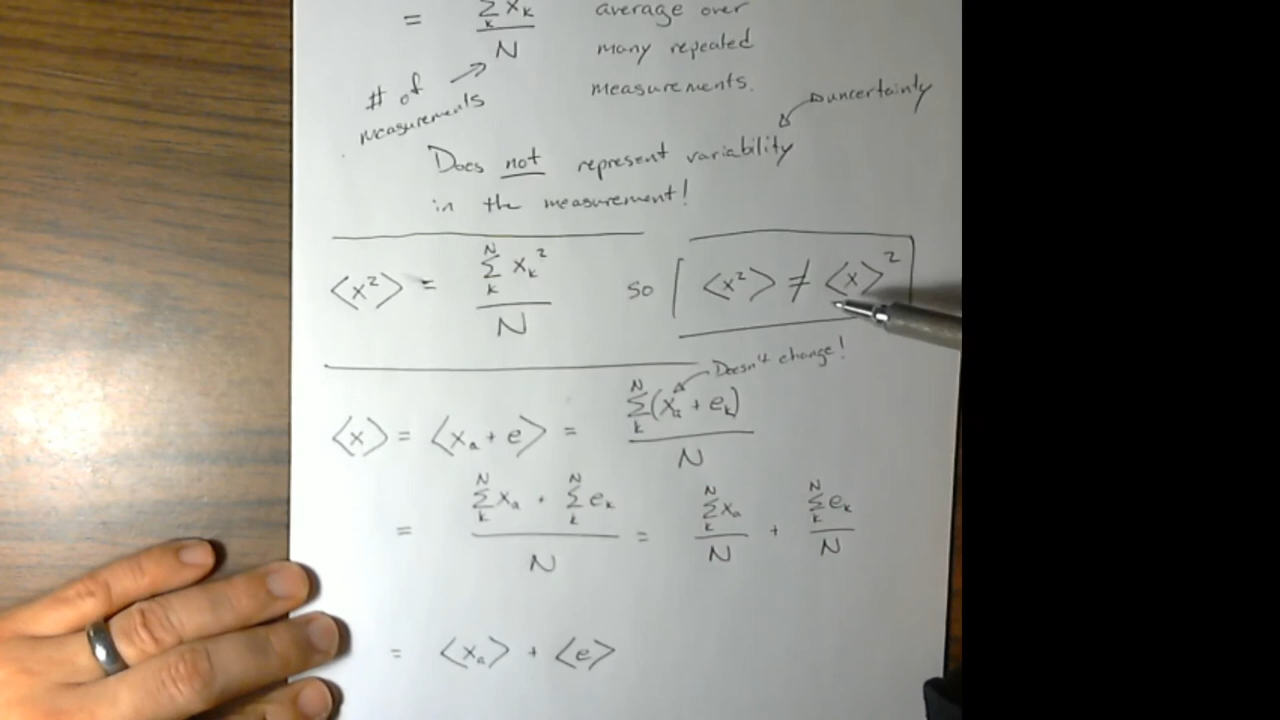 = Σ_k x_k / N average over
many repeated
measurements.
# of
measurements
uncertainty
Does not represent variability
in the measurement!
⟨x²⟩ = Σ_k^N x_k² / N so ⟨x²⟩ ≠ ⟨x⟩²
Doesn't change!
⟨x⟩ = ⟨x_a + e⟩ = Σ_k^N (x_a + e_k) / N
= Σ_k^N x_a + Σ_k^N e_k / N = Σ_k^N x_a / N + Σ_k^N e_k / N
= ⟨x_a⟩ + ⟨e⟩